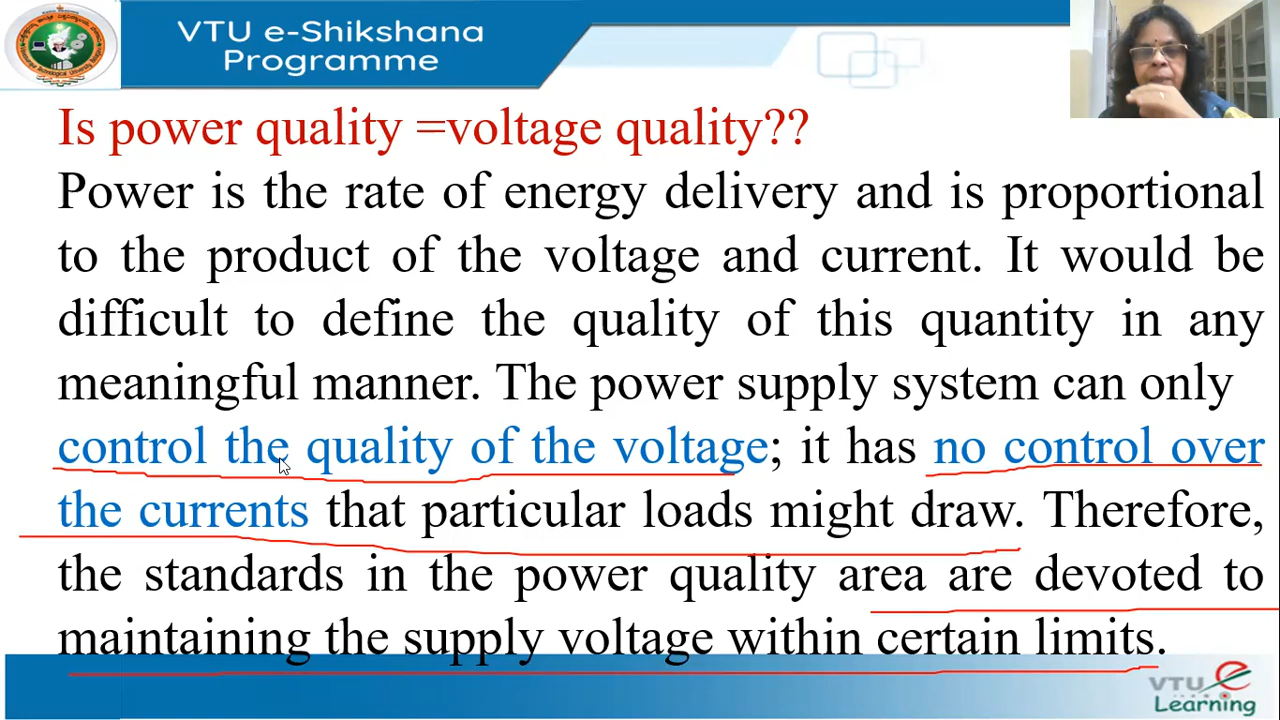 VTU e-Shikshana
Programme
Is power quality =voltage quality??
Power is the rate of energy delivery and is proportional
to the product of the voltage and current. It would be
difficult to define the quality of this quantity in any
meaningful manner. The power supply system can only
control the quality of the voltage; it has no control over
the currents that particular loads might draw. Therefore,
the standards in the power quality area are devoted to
maintaining the supply voltage within certain limits.
VTU e
Learning